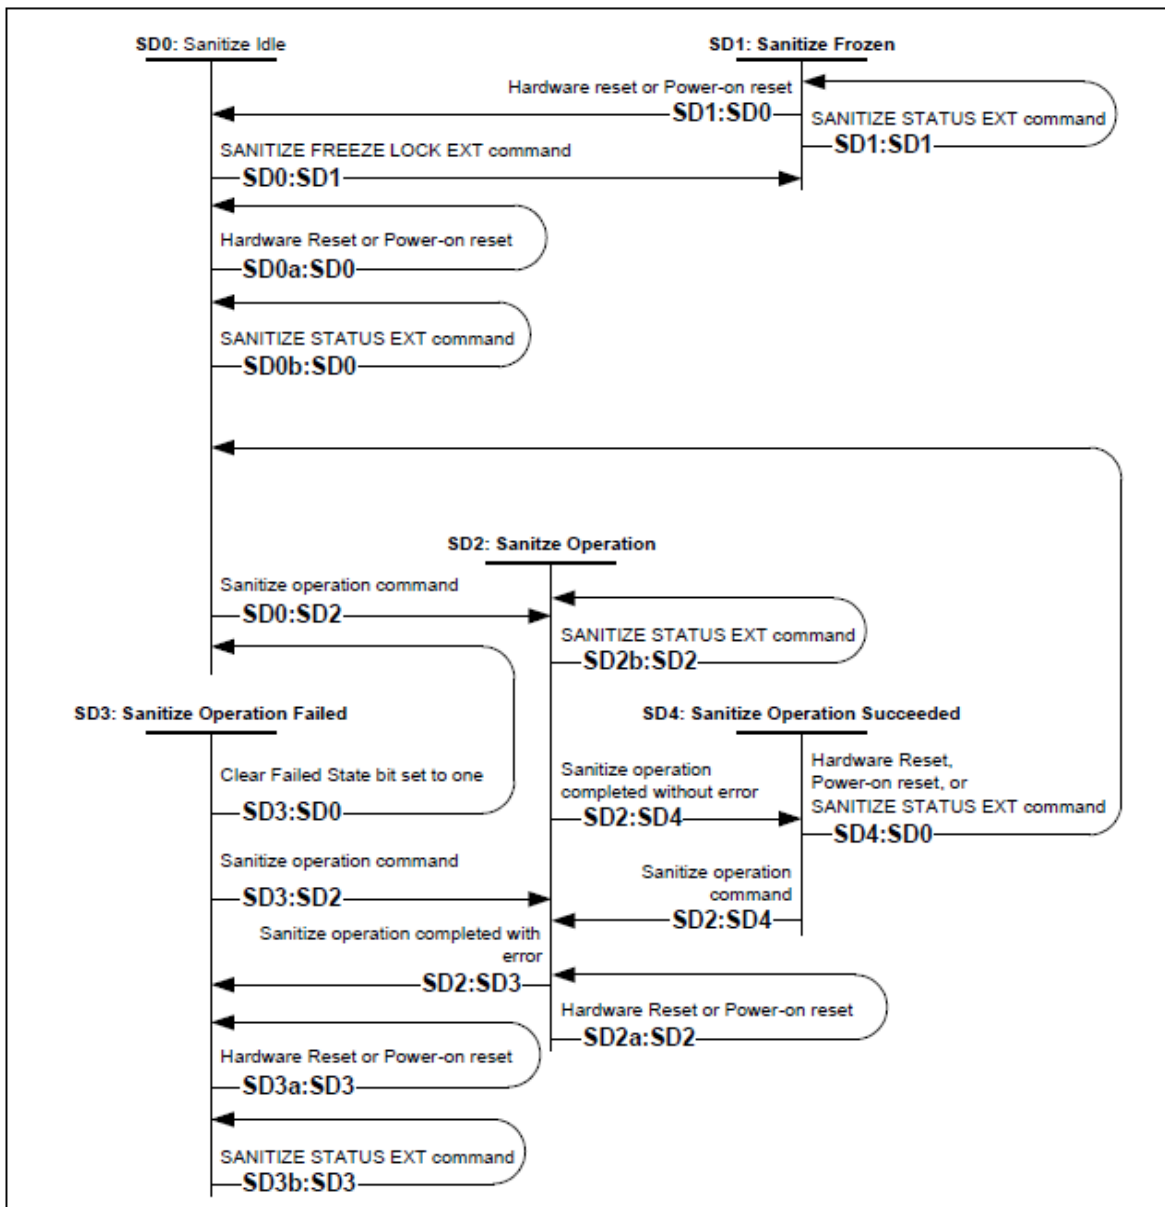 SD0: Sanitize Idle
SD1: Sanitize Frozen
Hardware reset or Power-on reset
SD1:SD0
SANITIZE STATUS EXT command
SD1:SD1
SANITIZE FREEZE LOCK EXT command
SD0:SD1
Hardware Reset or Power-on reset
SD0a:SD0
SANITIZE STATUS EXT command
SD0b:SD0
SD2: Sanitze Operation
Sanitize operation command
SD0:SD2
SANITIZE STATUS EXT command
SD2b:SD2
SD3: Sanitize Operation Failed
SD4: Sanitize Operation Succeeded
Clear Failed State bit set to one
SD3:SD0
Sanitize operation
completed without error
SD2:SD4
Hardware Reset,
Power-on reset, or
SANITIZE STATUS EXT command
SD4:SD0
Sanitize operation command
SD3:SD2
Sanitize operation
command
SD2:SD4
Sanitize operation completed with
error
SD2:SD3
Hardware Reset or Power-on reset
SD2a:SD2
Hardware Reset or Power-on reset
SD3a:SD3
SANITIZE STATUS EXT command
SD3b:SD3